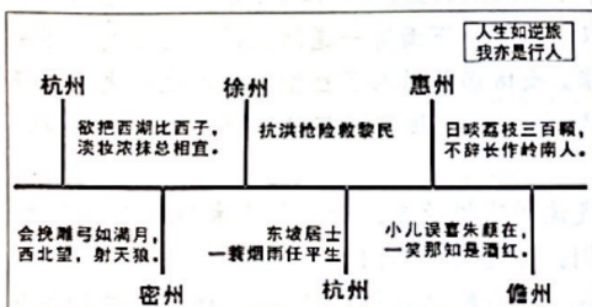 人生如逆旅
我亦是行人
杭州
徐州
惠州
欲把西湖比西子，
淡妆浓抹总相宜。
抗洪枪险救黎民
日啖荔枝三百颗，
不辞长作岭南人。
会挽雕弓如满月，
西北望，射天狼。
东坡居士
一蓑烟雨任平生
小儿误喜朱颜在，
一笑那知是酒红。
密州
杭州
儋州